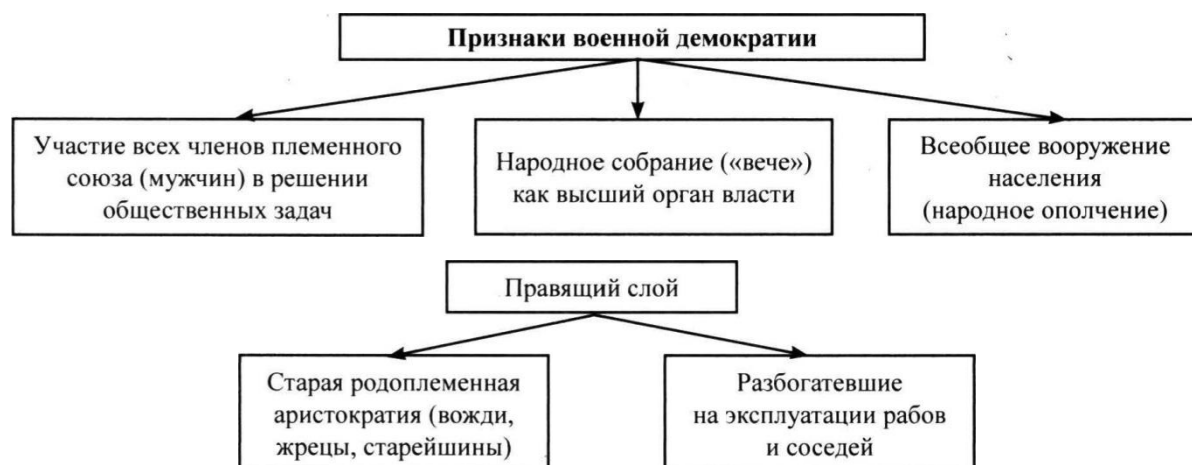 Признаки военной демократии
Участие всех членов племенного
союза (мужчин) в решении
общественных задач
Народное собрание («вече»)
как высший орган власти
Всеобщее вооружение
населения
(народное ополчение)
Правящий слой
Старая родоплеменная
аристократия (вожди,
жрецы, старейшины)
Разбогатевшие
на эксплуатации рабов
и соседей